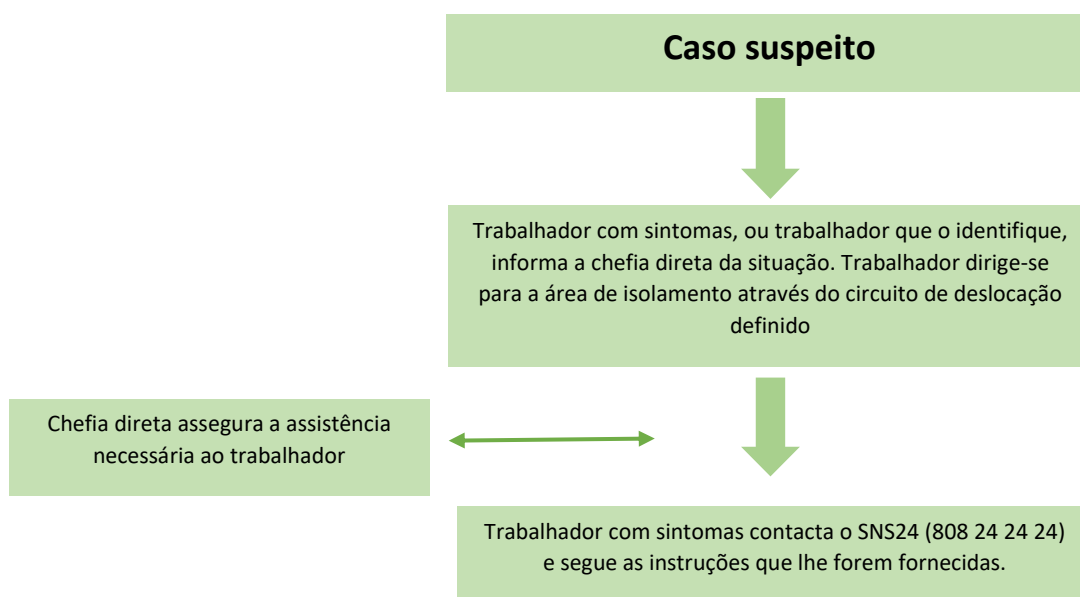 Caso suspeito
Trabalhador com sintomas, ou trabalhador que o identifique,
informa a chefia direta da situação. Trabalhador dirige-se
para a área de isolamento através do circuito de deslocação
definido
Chefia direta assegura a assistência
necessária ao trabalhador
Trabalhador com sintomas contacta o SNS24 (808 24 24 24)
e segue as instruções que lhe forem fornecidas.